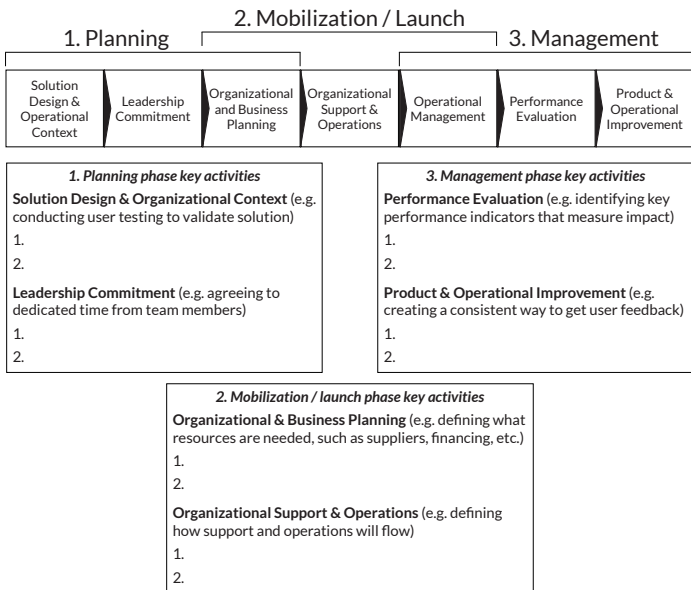 2. Mobilization / Launch
1. Planning
3. Management
Solution
Design &
Operational
Context
Leadership
Commitment
Organizational
and Business
Planning
Organizational
Support &
Operations
Operational
Management
Performance
Evaluation
Product &
Operational
Improvement
1. Planning phase key activities
Solution Design & Organizational Context (e.g.
conducting user testing to validate solution)
1.
2.
Leadership Commitment (e.g. agreeing to
dedicated time from team members)
1.
2.
3. Management phase key activities
Performance Evaluation (e.g. identifying key
performance indicators that measure impact)
1.
2.
Product & Operational Improvement (e.g.
creating a consistent way to get user feedback)
1.
2.
2. Mobilization / launch phase key activities
Organizational & Business Planning (e.g. defining what
resources are needed, such as suppliers, financing, etc.)
1.
2.
Organizational Support & Operations (e.g. defining
how support and operations will flow)
1.
2.